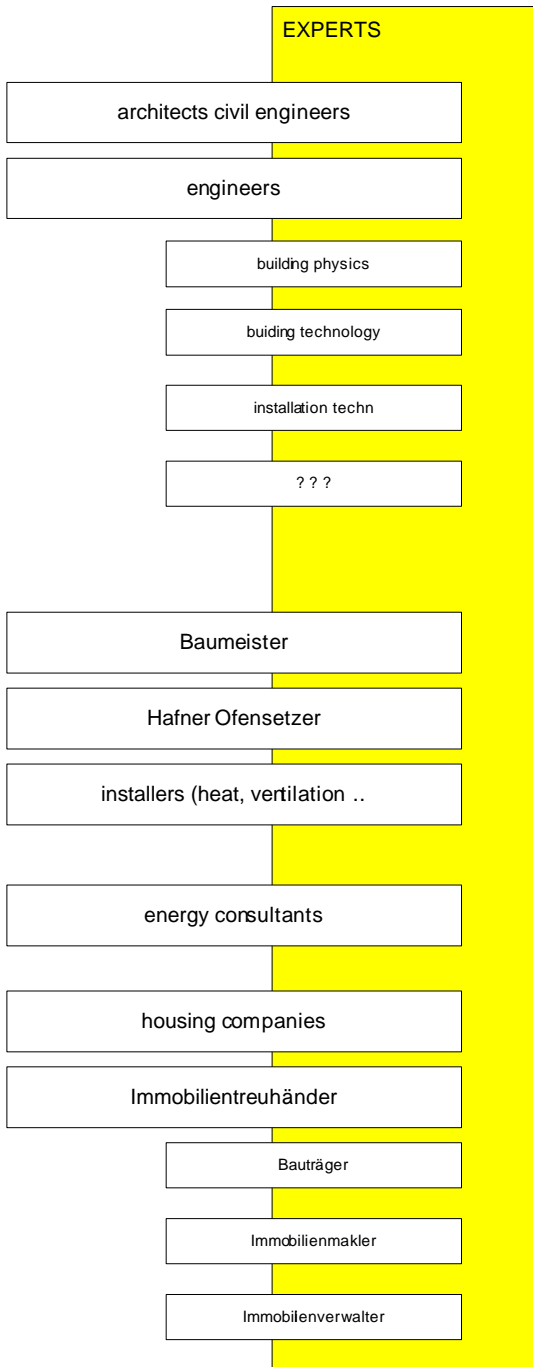 EXPERTS
architects civil engineers
engineers
building physics
buiding technology
installation techn
? ? ?
Baumeister
Hafner Ofensetzer
installers (heat, ventilation ..
energy consultants
housing companies
Immobilientreuhänder
Bauträger
Immobilienmakler
Immobilenverwalter